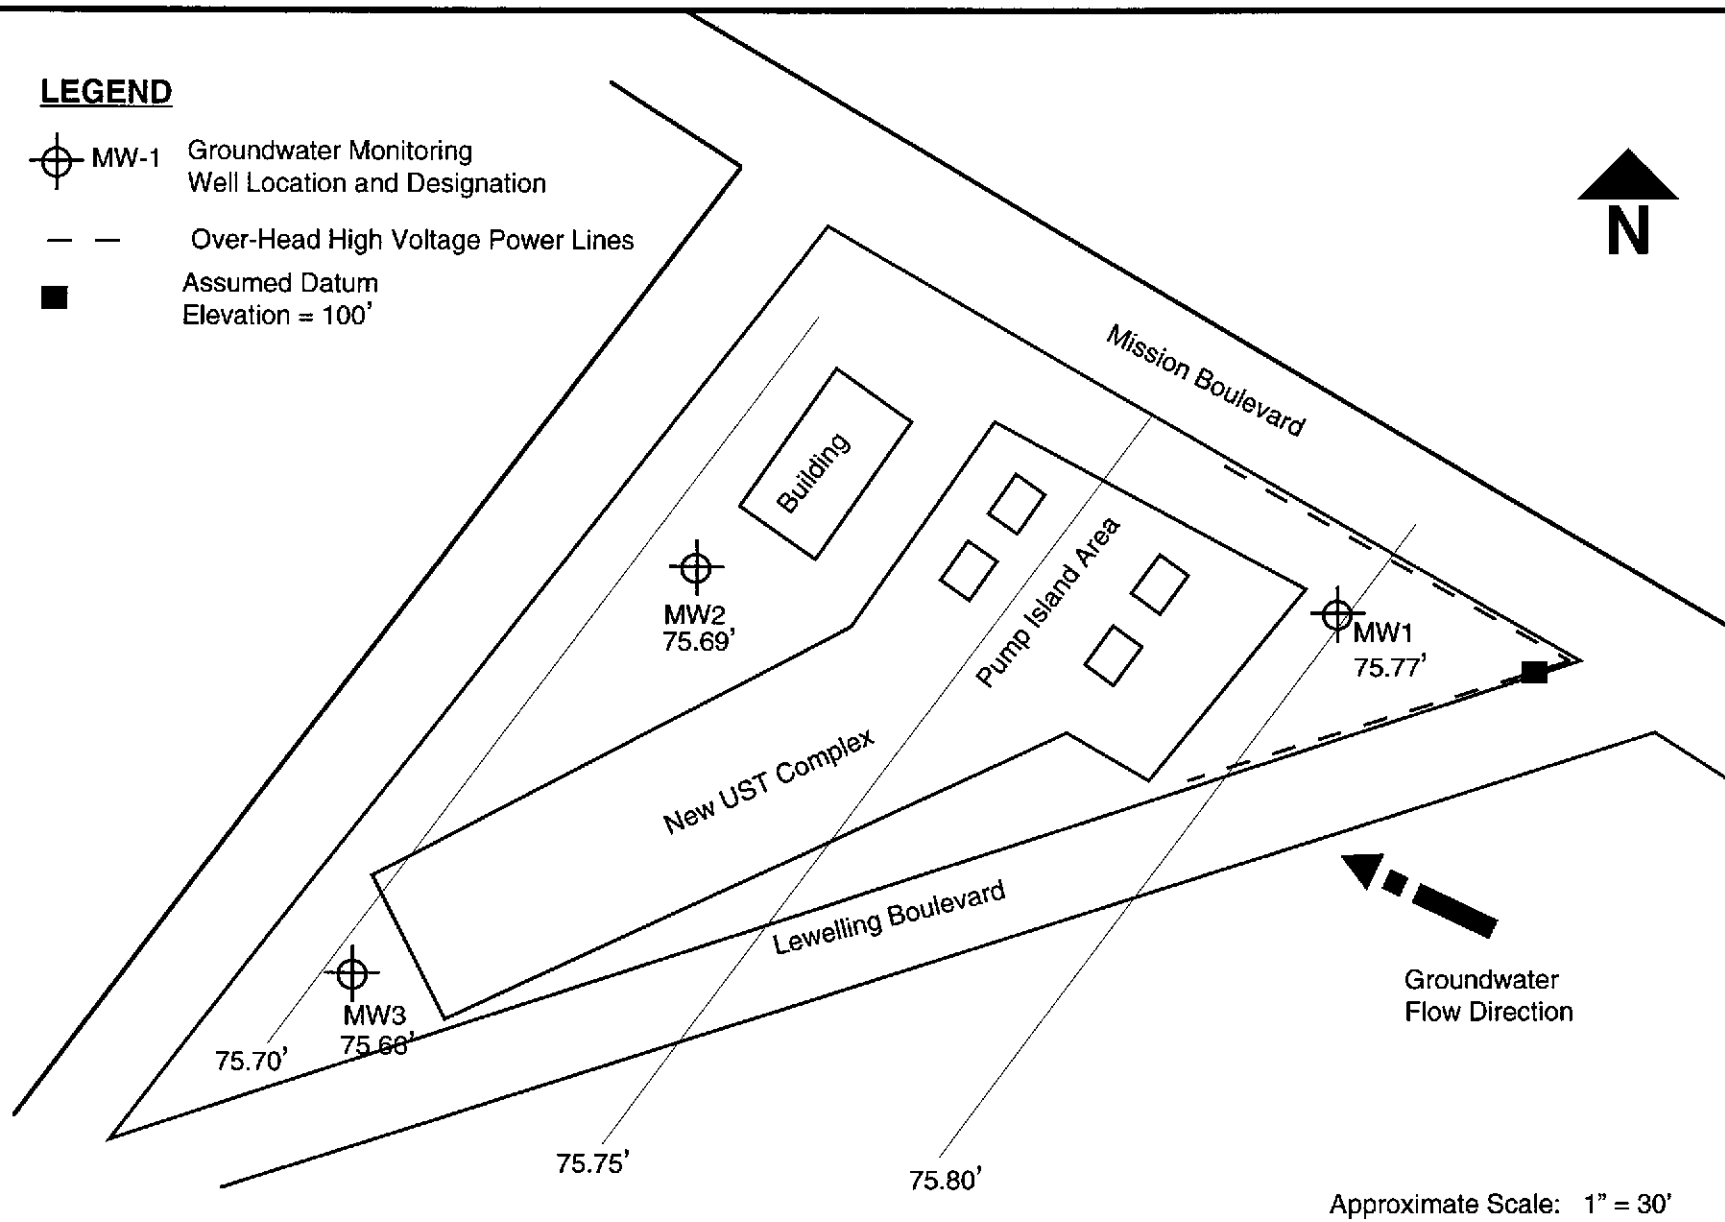 LEGEND
MW-1 Groundwater Monitoring
Well Location and Designation
Over-Head High Voltage Power Lines
Assumed Datum
Elevation = 100'
N
Mission Boulevard
Building
Pump Island Area
MW2
75.69'
MW1
75.77'
New UST Complex
Lewelling Boulevard
MW3
75.70'
Groundwater
Flow Direction
75.75'
75.80'
Approximate Scale: 1" = 30'